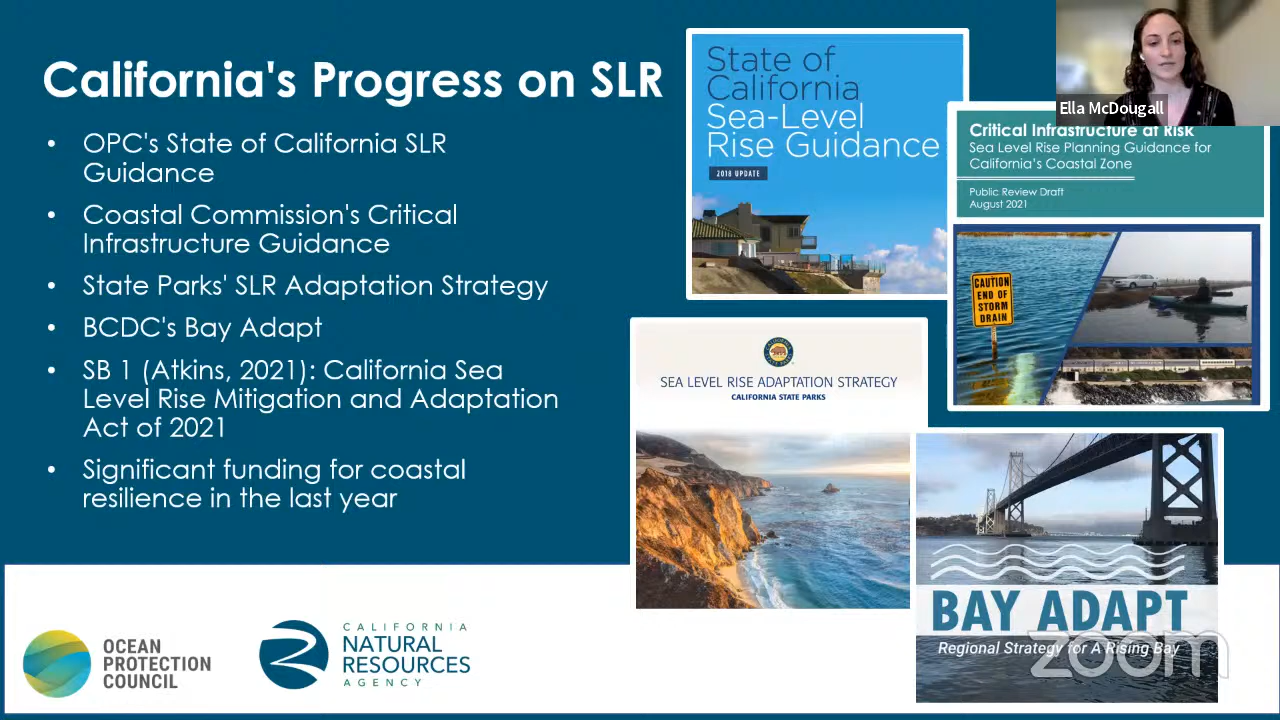 California's Progress on SLR
• OPC's State of California SLR
Guidance
• Coastal Commission's Critical
Infrastructure Guidance
• State Parks' SLR Adaptation Strategy
• BCDC's Bay Adapt
• SB 1 (Atkins, 2021): California Sea
Level Rise Mitigation and Adaptation
Act of 2021
• Significant funding for coastal
resilience in the last year
State of
California
Sea-Level
Rise Guidance
2018 UPDATE
Ella McDougall
Critical Infrastructure at Risk
Sea Level Rise Planning Guidance for
California's Coastal Zone
Public Review Draft
August 2021
CAUTION
END OF
STORM
DRAIN
SEA LEVEL RISE ADAPTATION STRATEGY
CALIFORNIA STATE PARKS
BAY ADAPT
Regional Strategy for A Rising Bay
zoom
OCEAN
PROTECTION
COUNCIL
CALIFORNIA
NATURAL
RESOURCES
AGENCY